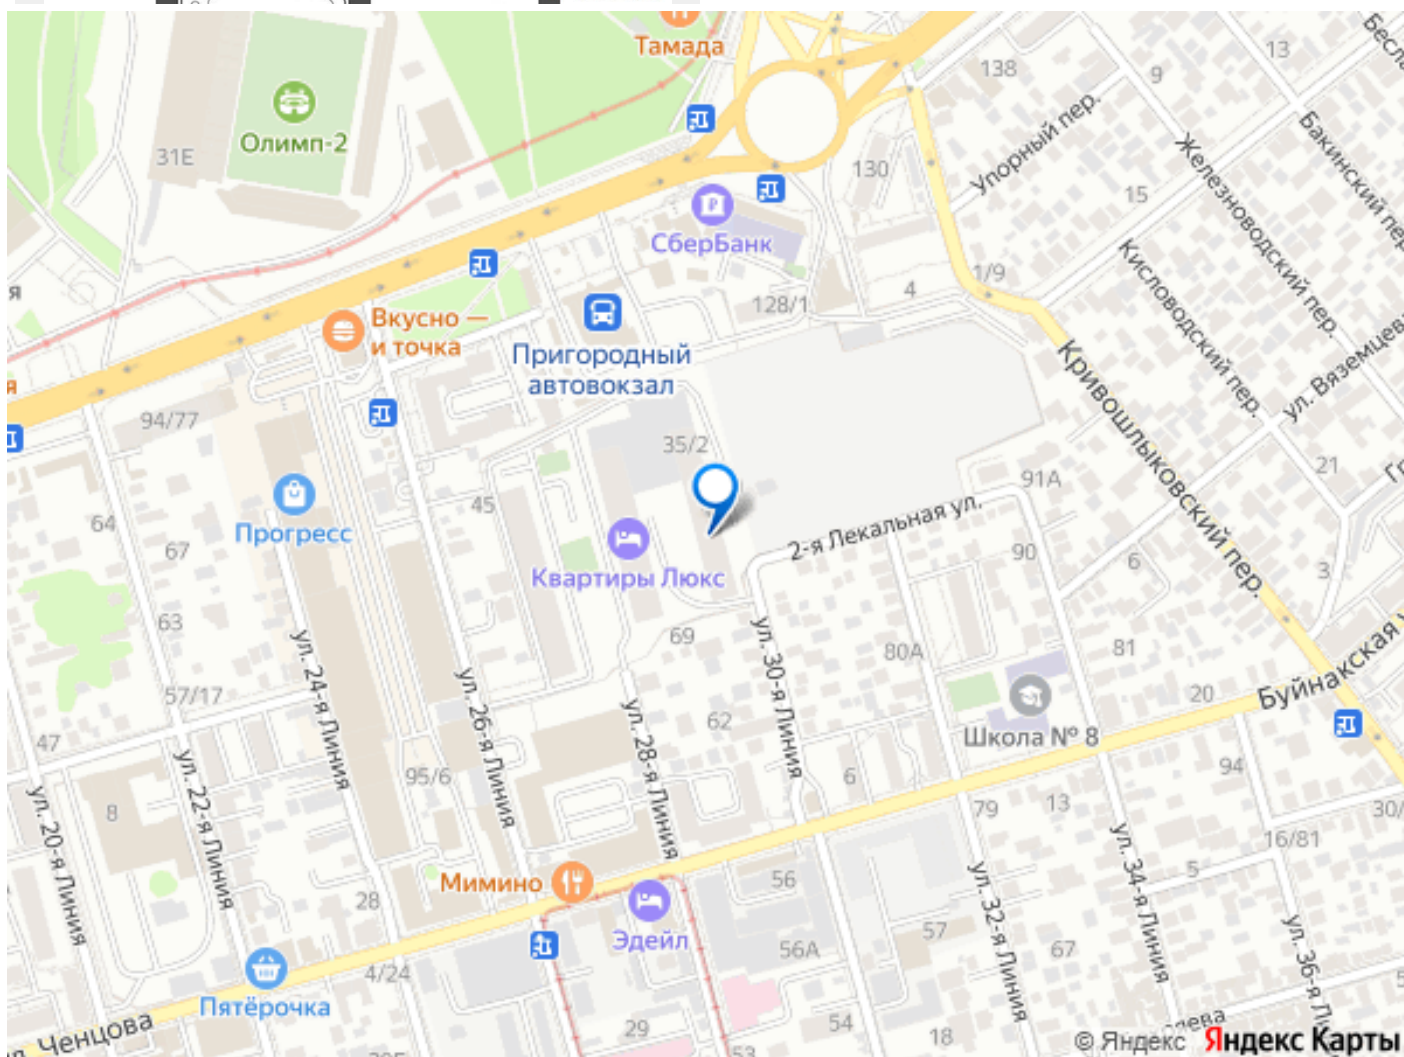 Тамада
138
13
9
Бесла
Олимп-2
31Е
Упорный пер.
Бакинский пер.
Железноводский пер.
130
15
СберБанк
Кисловодский пер.
я
1/9
4
128/1
Вкусно —
и точка
Пригородный
автовокзал
ул. Вяземцева
Кривошлыковский пер.
я
94/77
35/2
21
Гр
91А
45
Прогресс
64
67
2-я Лекальная ул.
90
6
3
Квартиры Люкс
63
69
80А
81
ул. 24-я Линия
ул. 30-я Линия
57/17
ул. 26-я Линия
62
ул. 28-я Линия
Школа № 8
20
Буйнакская у
47
95/6
6
94
8
ул. 22-я Линия
ул. 20-я Линия
79
13
30/
16/81
5
Мимино
56
28
ул. 32-я Линия
ул. 34-я Линия
Эдейл
57
67
56А
4/24
Пятёрочка
ул. 36-я Л
Ченцова
29
54
18
53
© Яндекс Яндекс Карты